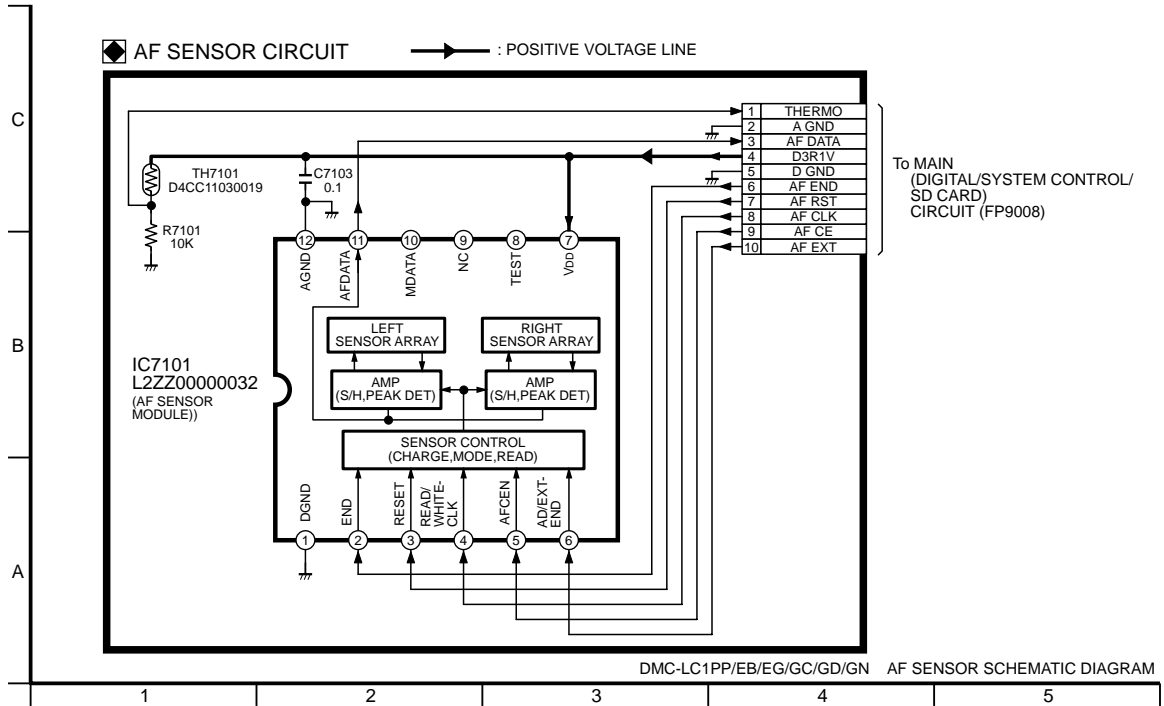 C
AF SENSOR CIRCUIT
: POSITIVE VOLTAGE LINE
1 THERMO
2 A GND
3 AF DATA
4 D3R1V
5 D GND
6 AF END
7 AF RST
8 AF CLK
9 AF CE
10 AF EXT
To MAIN
(DIGITAL/SYSTEM CONTROL/
SD CARD)
CIRCUIT (FP9008)
TH7101
D4CC11030019
C7103
0.1
R7101
10K
12
11
10
9
8
7
AGND
AFDATA
MDATA
NC
TEST
VDD
B
LEFT
SENSOR ARRAY
RIGHT
SENSOR ARRAY
IC7101
L2ZZ00000032
(AF SENSOR
MODULE))
AMP
(S/H,PEAK DET)
AMP
(S/H,PEAK DET)
SENSOR CONTROL
(CHARGE,MODE,READ)
DGND
END
RESET
READ/
WHITE-
CLK
AFCEN
AD/EXT-
END
1
2
3
4
5
6
A
DMC-LC1PP/EB/EG/GC/GD/GN AF SENSOR SCHEMATIC DIAGRAM
1
2
3
4
5